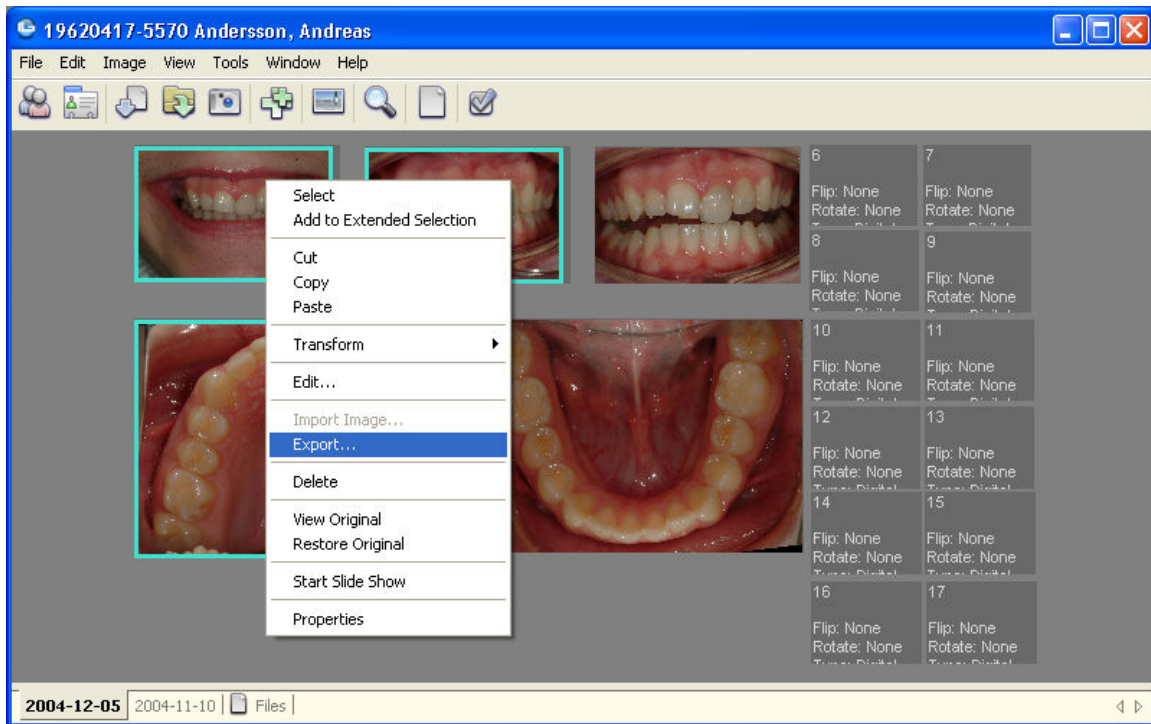 19620417-5570 Andersson, Andreas
File Edit Image View Tools Window Help
Select
Add to Extended Selection
Cut
Copy
Paste
Transform
Edit...
Import Image...
Export...
Delete
View Original
Restore Original
Start Slide Show
Properties
6 7
Flip: None Flip: None
Rotate: None Rotate: None
8 9
Flip: None Flip: None
Rotate: None Rotate: None
10 11
Flip: None Flip: None
Rotate: None Rotate: None
12 13
Flip: None Flip: None
Rotate: None Rotate: None
Type: Digital Type: Digital
14 15
Flip: None Flip: None
Rotate: None Rotate: None
16 17
Flip: None Flip: None
Rotate: None Rotate: None
2004-12-05 2004-11-10 Files